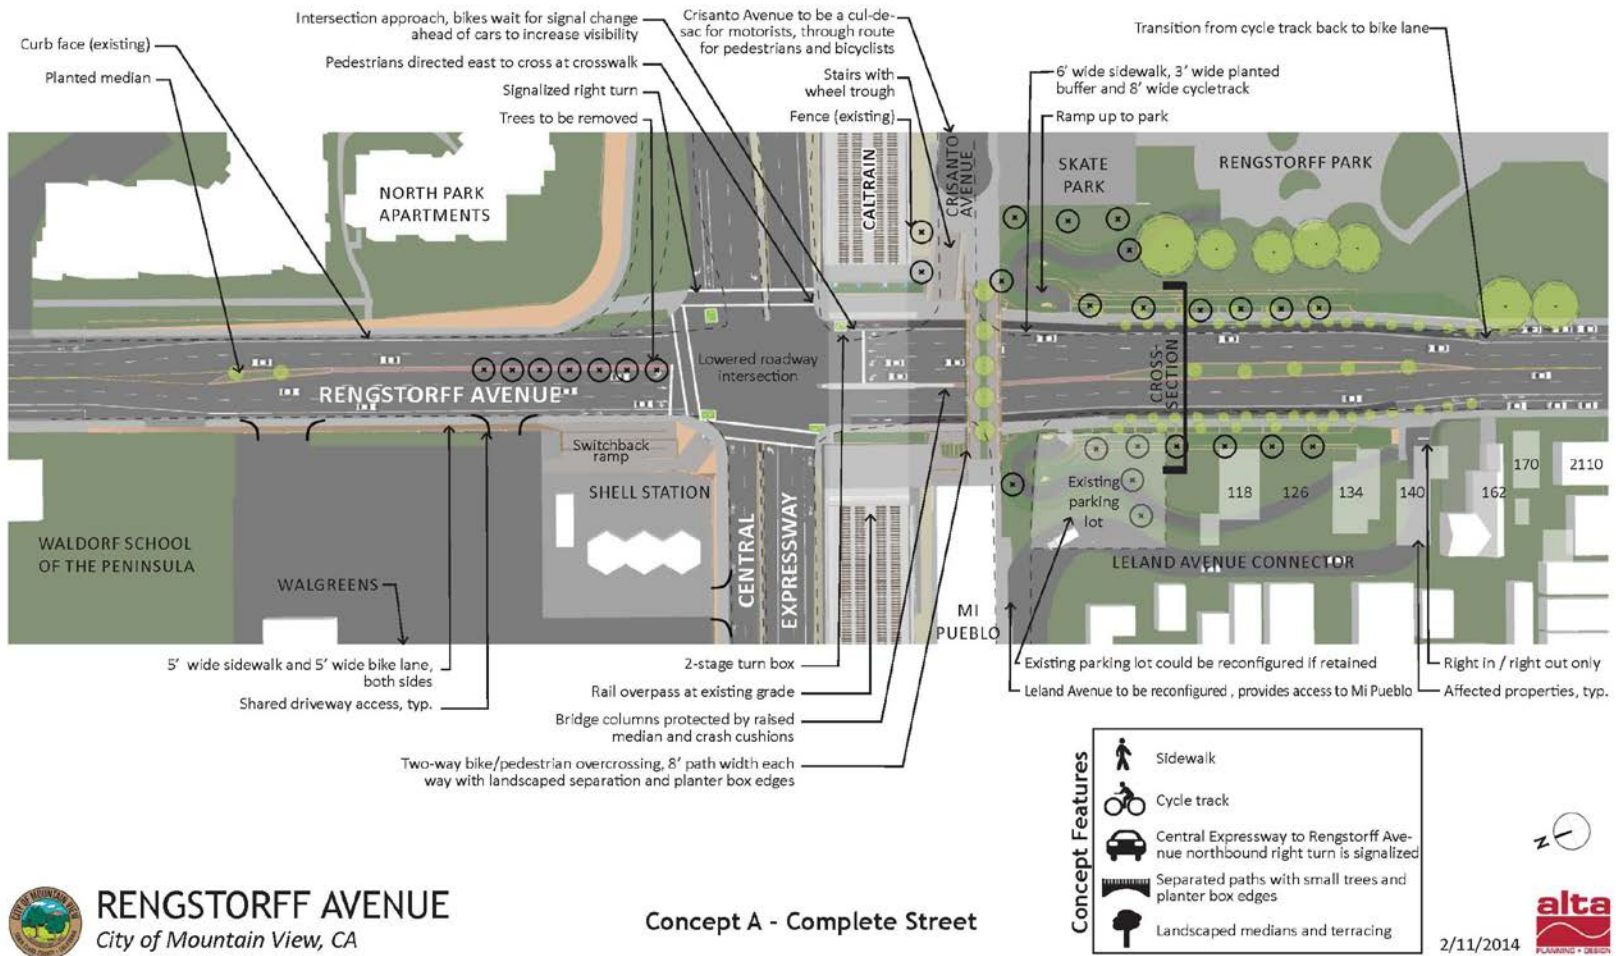 Intersection approach, bikes wait for signal change
ahead of cars to increase visibility
Crisanto Avenue to be a cul-de-
sac for motorists, through route
for pedestrians and bicyclists
Transition from cycle track back to bike lane
Curb face (existing)
Planted median
Pedestrians directed east to cross at crosswalk
Signalized right turn
Trees to be removed
Stairs with
wheel trough
Fence (existing)
6' wide sidewalk, 3' wide planted
buffer and 8' wide cycletrack
Ramp up to park
NORTH PARK
APARTMENTS
CALTRAIN
CRISANTO
AVENUE
SKATE
PARK
RENGSTORFF PARK
Lowered roadway
intersection
RENGSTORFF AVENUE
CROSS-
SECTION
Switchback
ramp
SHELL STATION
WALDORF SCHOOL
OF THE PENINSULA
WALGREENS
CENTRAL
EXPRESSWAY
MI
PUEBLO
Existing
parking
lot
118
126
134
140
162
170
2110
LELAND AVENUE CONNECTOR
5' wide sidewalk and 5' wide bike lane,
both sides
Shared driveway access, typ.
2-stage turn box
Rail overpass at existing grade
Bridge columns protected by raised
median and crash cushions
Two-way bike/pedestrian overcrossing, 8' path width each
way with landscaped separation and planter box edges
Existing parking lot could be reconfigured if retained
Leland Avenue to be reconfigured , provides access to Mi Pueblo
Right in / right out only
Affected properties, typ.
Concept Features
Sidewalk
Cycle track
Central Expressway to Rengstorff Ave-
nue northbound right turn is signalized
Separated paths with small trees and
planter box edges
Landscaped medians and terracing
N
CITY OF MOUNTAIN VIEW
RENGSTORFF AVENUE
City of Mountain View, CA
Concept A - Complete Street
2/11/2014
alta
PLANNING + DESIGN